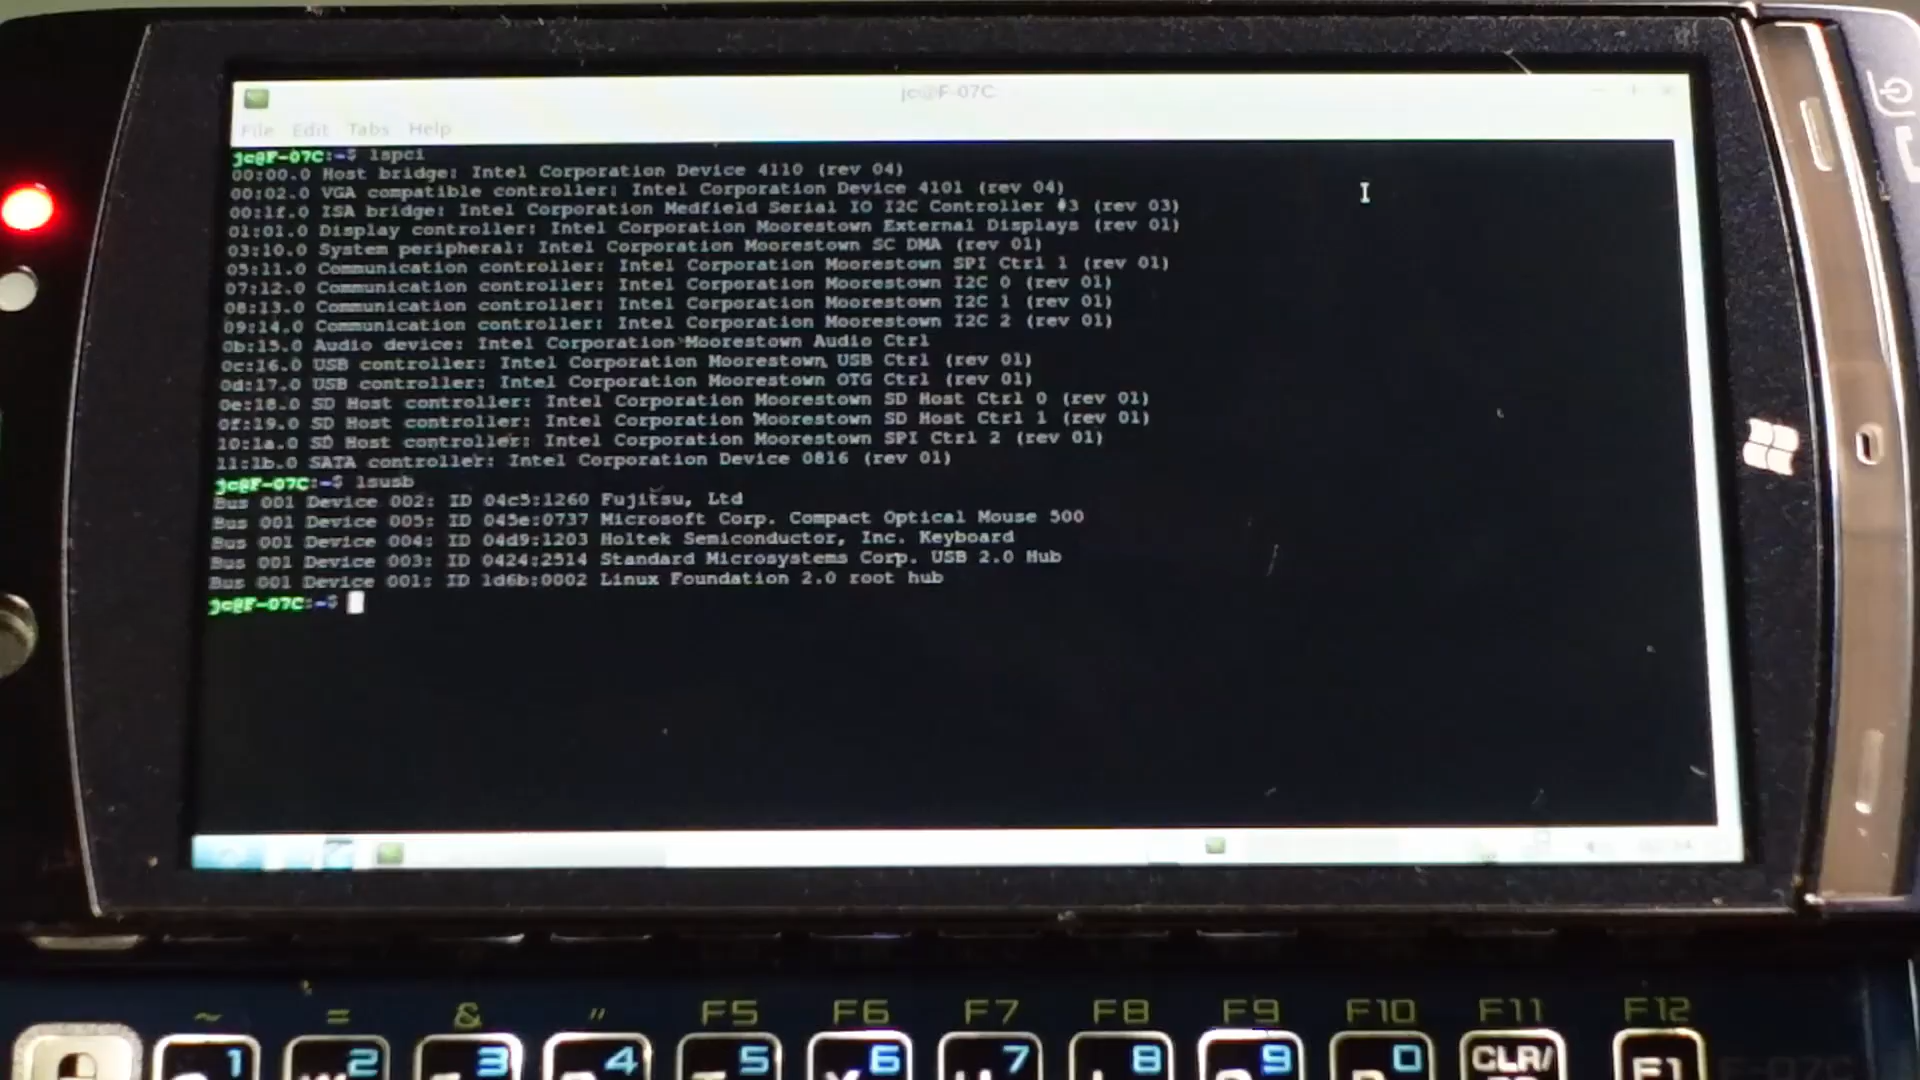 jc@F-07C
File Edit Tabs Help
jc@F-07C:~$ lspci
00:00.0 Host bridge: Intel Corporation Device 4110 (rev 04)
00:02.0 VGA compatible controller: Intel Corporation Device 4101 (rev 04)
00:1f.0 ISA bridge: Intel Corporation Medfield Serial IO I2C Controller #3 (rev 03)
01:01.0 Display controller: Intel Corporation Moorestown External Displays (rev 01)
03:10.0 System peripheral: Intel Corporation Moorestown SC DMA (rev 01)
05:11.0 Communication controller: Intel Corporation Moorestown SPI Ctrl 1 (rev 01)
07:12.0 Communication controller: Intel Corporation Moorestown I2C 0 (rev 01)
08:13.0 Communication controller: Intel Corporation Moorestown I2C 1 (rev 01)
09:14.0 Communication controller: Intel Corporation Moorestown I2C 2 (rev 01)
0b:15.0 Audio device: Intel Corporation Moorestown Audio Ctrl
0c:16.0 USB controller: Intel Corporation Moorestown USB Ctrl (rev 01)
0d:17.0 USB controller: Intel Corporation Moorestown OTG Ctrl (rev 01)
0e:18.0 SD Host controller: Intel Corporation Moorestown SD Host Ctrl 0 (rev 01)
0f:19.0 SD Host controller: Intel Corporation Moorestown SD Host Ctrl 1 (rev 01)
10:1a.0 SD Host controller: Intel Corporation Moorestown SPI Ctrl 2 (rev 01)
11:1b.0 SATA controller: Intel Corporation Device 0816 (rev 01)
jc@F-07C:~$ lsusb
Bus 001 Device 002: ID 04c5:1260 Fujitsu, Ltd
Bus 001 Device 005: ID 045e:0737 Microsoft Corp. Compact Optical Mouse 500
Bus 001 Device 004: ID 04d9:1203 Holtek Semiconductor, Inc. Keyboard
Bus 001 Device 003: ID 0424:2514 Standard Microsystems Corp. USB 2.0 Hub
Bus 001 Device 001: ID 1d6b:0002 Linux Foundation 2.0 root hub
jc@F-07C:~$
~ = & " F5 F6 F7 F8 F9 F10 F11 F12
1 2 3 4 5 6 7 8 9 0 CLR/ F1 F-07C